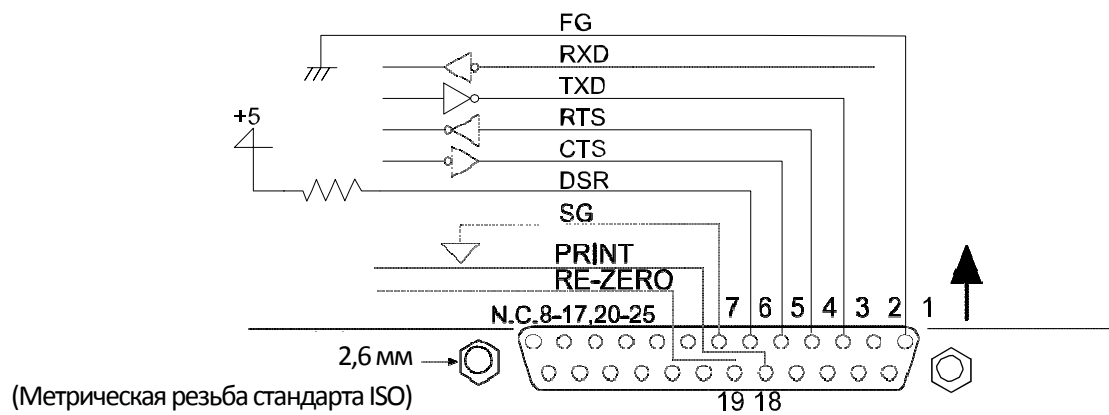 FG
RXD
TXD
RTS
+5
CTS
DSR
SG
PRINT
RE-ZERO
N.C.8-17,20-25 7 6 5 4 3 2 1
2,6 мм
(Метрическая резьба стандарта ISO)
19 18